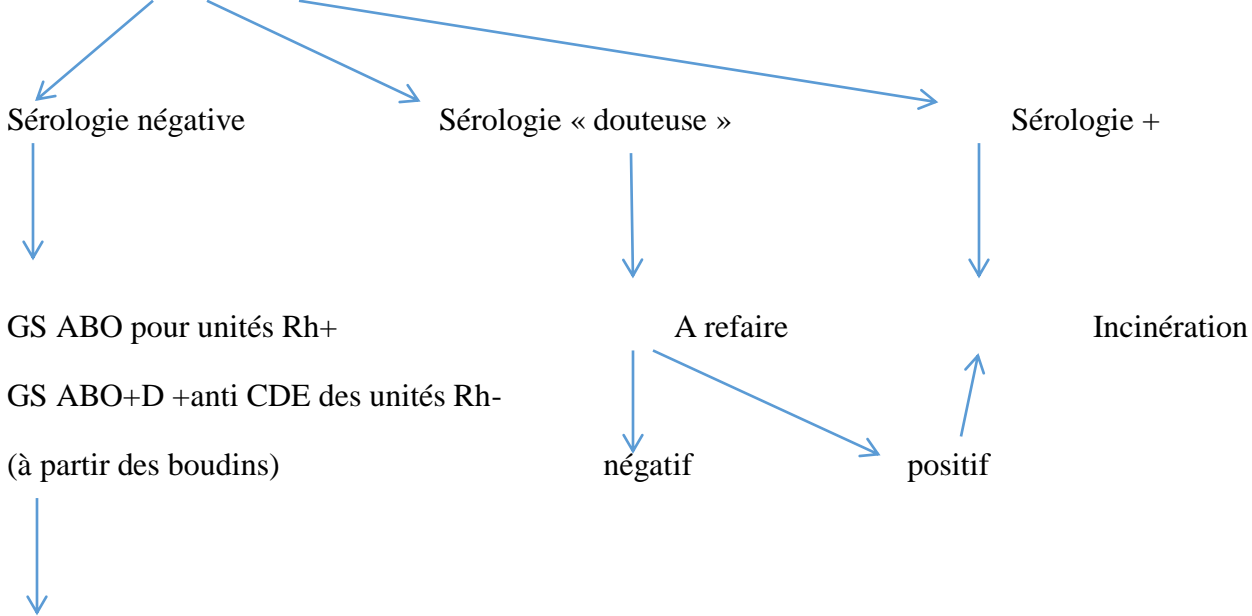 Sérologie négative
Sérologie « douteuse »
Sérologie +
GS ABO pour unités Rh+
A refaire
Incinération
GS ABO+D +anti CDE des unités Rh-
(à partir des boudins)
négatif
positif